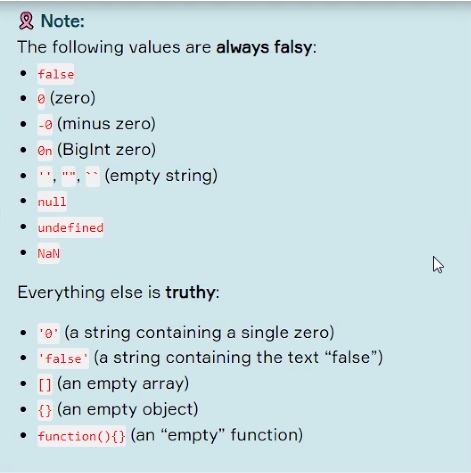 Note:
The following values are always falsy:
• false
• 0 (zero)
• -0 (minus zero)
• 0n (BigInt zero)
• '', "", `` (empty string)
• null
• undefined
• NaN
Everything else is truthy:
• '0' (a string containing a single zero)
• 'false' (a string containing the text “false”)
• [] (an empty array)
• {} (an empty object)
• function(){} (an “empty” function)